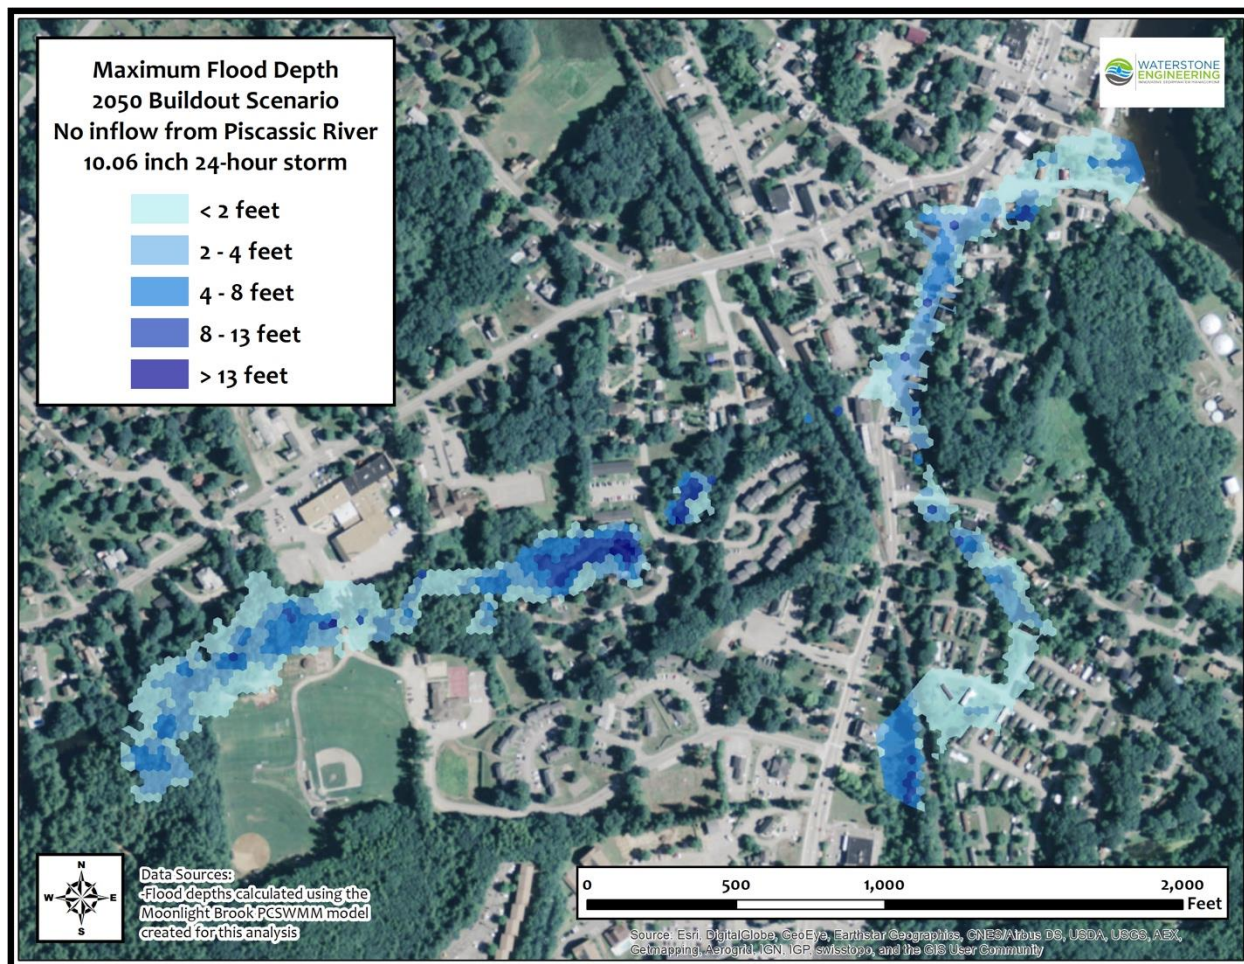 Maximum Flood Depth
2050 Buildout Scenario
No inflow from Piscassic River
10.06 inch 24-hour storm
< 2 feet
2 - 4 feet
4 - 8 feet
8 - 13 feet
> 13 feet
WATERSTONE
ENGINEERING
N
W E
S
Data Sources:
-Flood depths calculated using the
Moonlight Brook PCSWMM model
created for this analysis
0 500 1,000 2,000
Feet
Source: Esri, DigitalGlobe, GeoEye, Earthstar Geographics, CNES/Airbus DS, USDA, USGS, AEX,
Getmapping, Aerogrid, IGN, IGP, swisstopo, and the GIS User Community